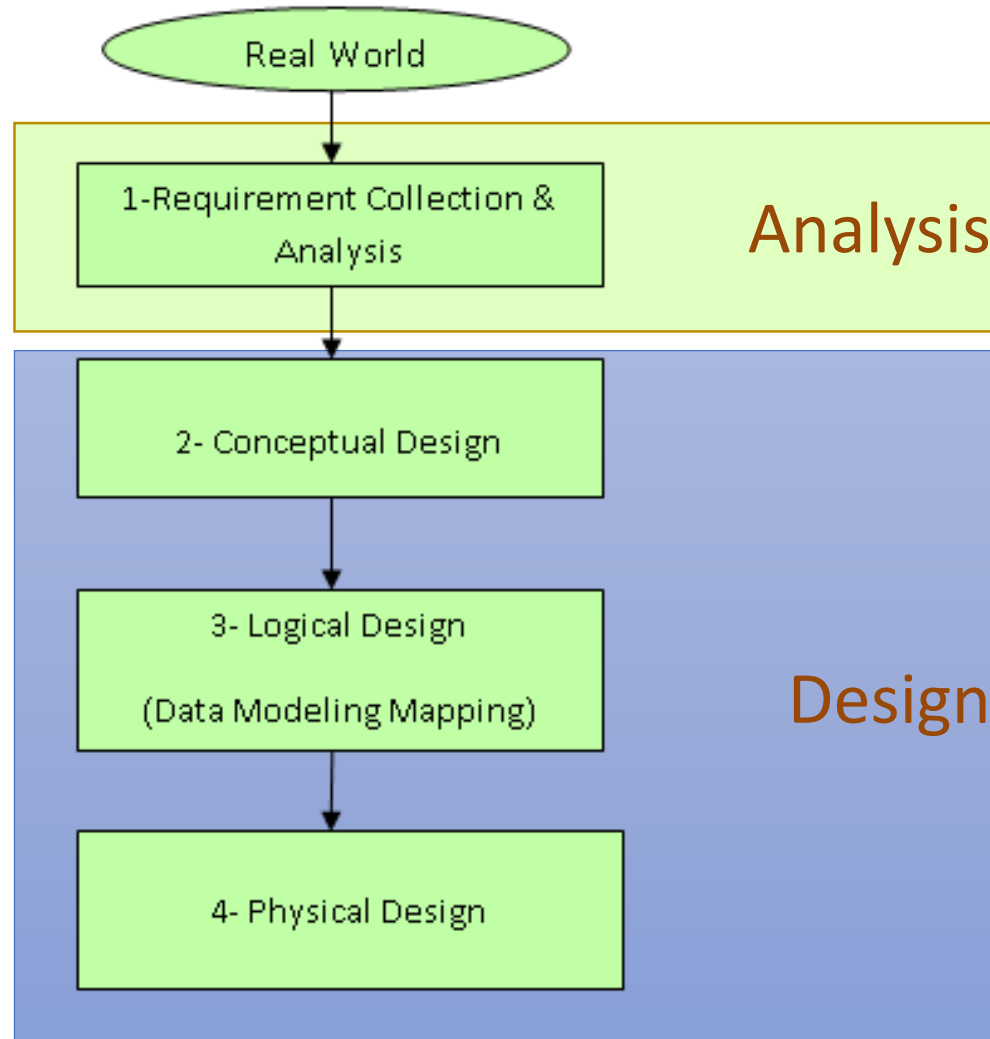 Real World
1-Requirement Collection &
Analysis
Analysis
2- Conceptual Design
3- Logical Design
(Data Modeling Mapping)
Design
4- Physical Design